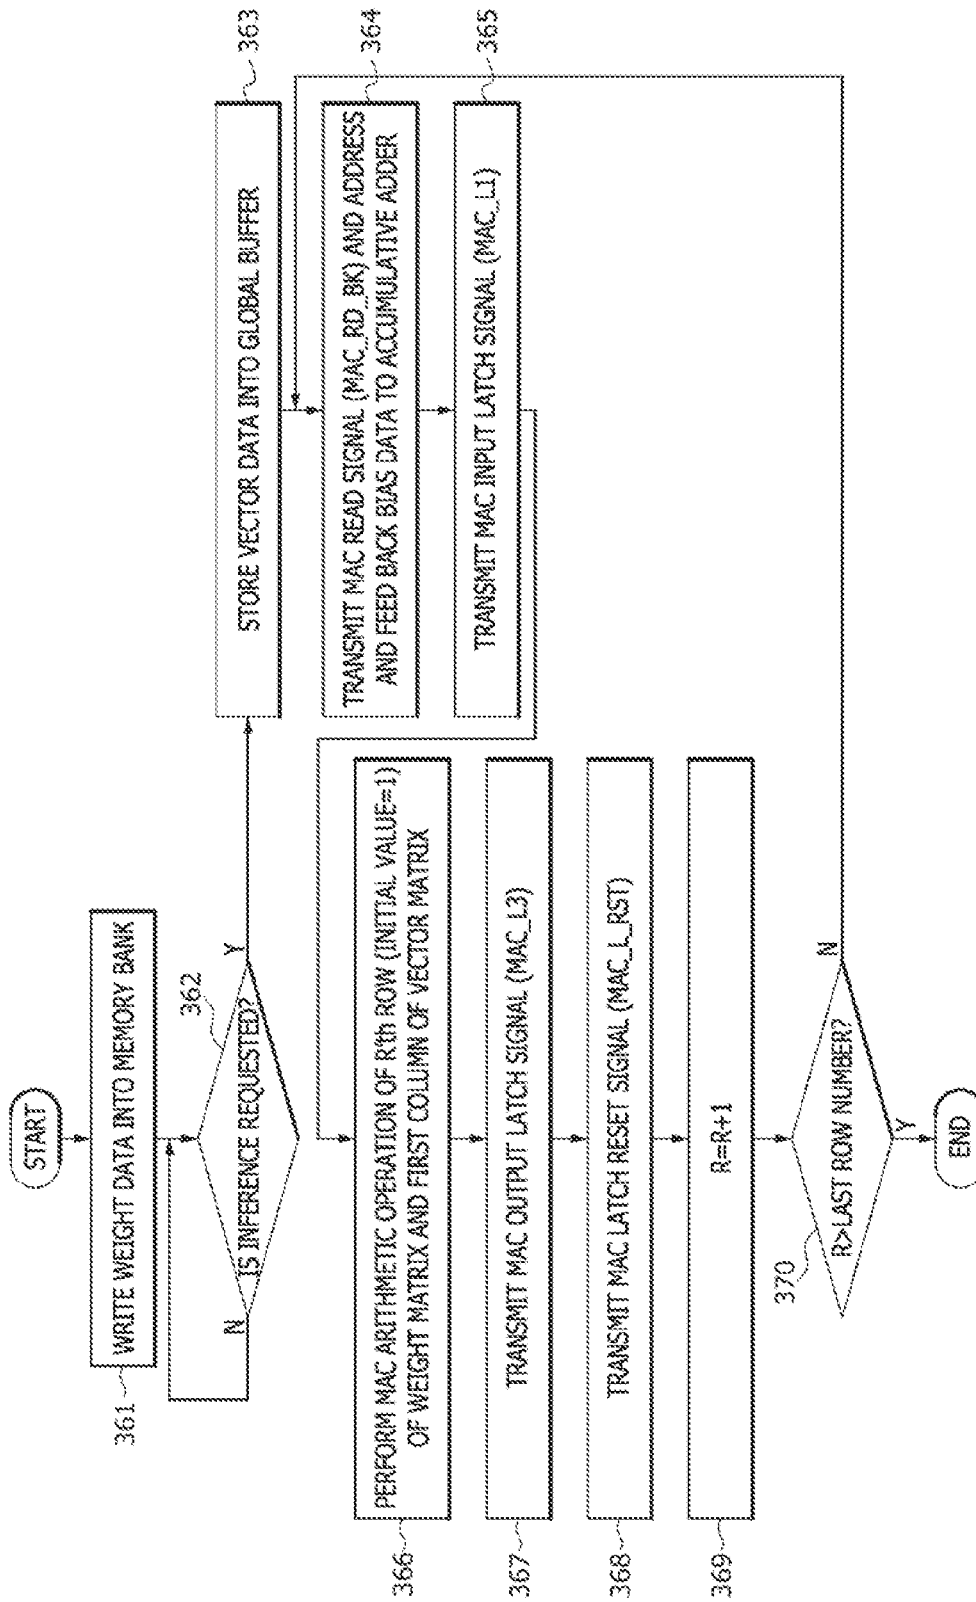 START
WRITE WEIGHT DATA INTO MEMORY BANK
361
IS INFERENCE REQUESTED?
362
N
Y
STORE VECTOR DATA INTO GLOBAL BUFFER
363
TRANSMIT MAC READ SIGNAL (MAC_RD_BK) AND ADDRESS
AND FEED BACK BIAS DATA TO ACCUMULATIVE ADDER
364
TRANSMIT MAC INPUT LATCH SIGNAL (MAC_L1)
365
PERFORM MAC ARITHMETIC OPERATION OF R'th ROW (INITIAL VALUE=1)
OF WEIGHT MATRIX AND FIRST COLUMN OF VECTOR MATRIX
366
TRANSMIT MAC OUTPUT LATCH SIGNAL (MAC_L3)
367
TRANSMIT MAC LATCH RESET SIGNAL (MAC_L_RST)
368
R=R+1
369
R>LAST ROW NUMBER?
370
N
Y
END